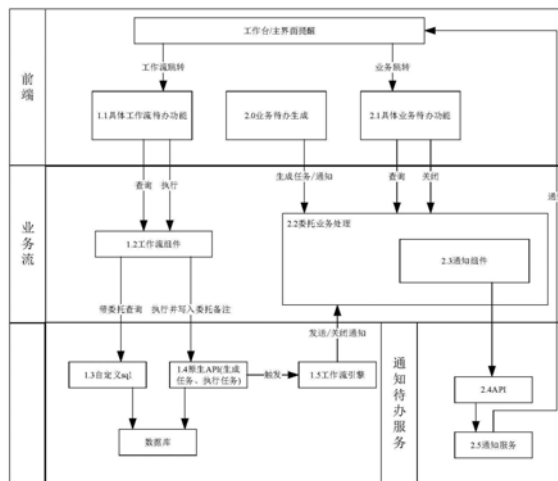 工作台/主界面提醒
工作流跳转
业务跳转
前端
1.1具体工作流待办功能
2.0业务待办生成
2.1具体业务待办功能
查询
执行
生成任务/通知
查询
关闭
通
业务流
2.2委托业务处理
1.2工作流组件
2.3通知组件
带委托查询
执行并写入委托备注
发送/关闭通知
1.3自定义sql
1.4原生API(生成
任务、执行任务)
触发
1.5工作流引擎
通知待办服务
2.4API
数据库
2.5通知服务